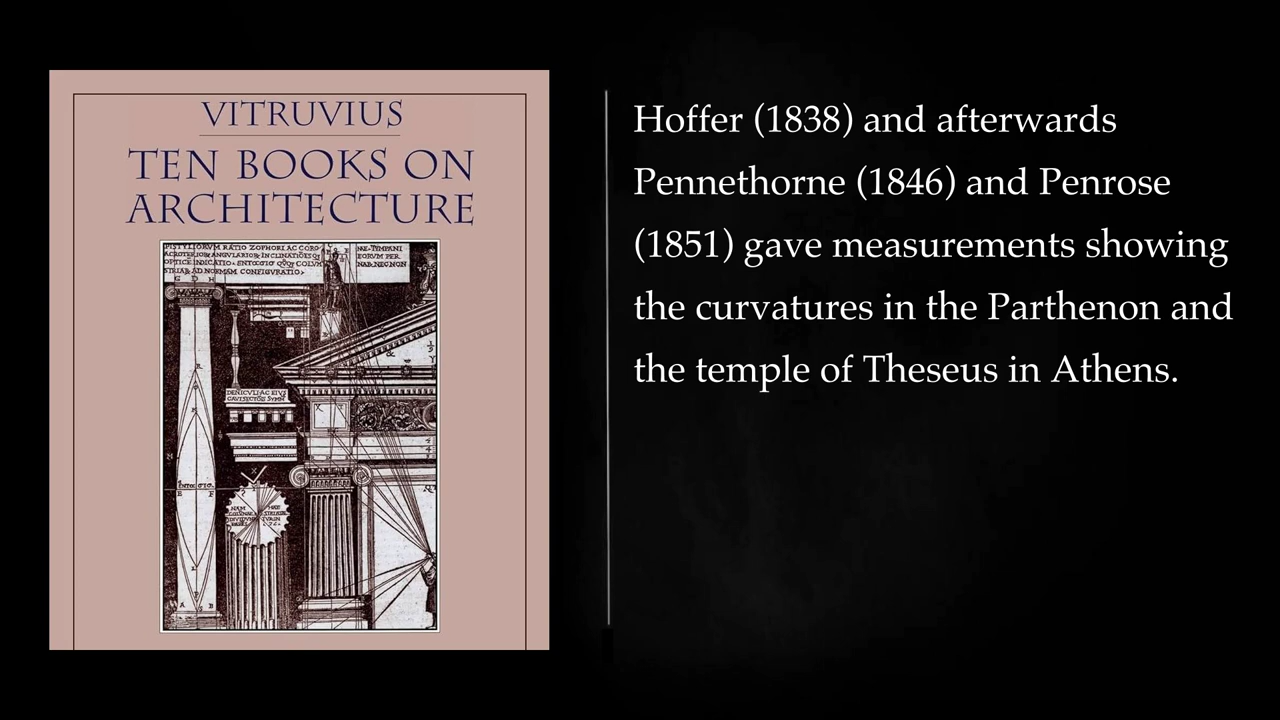 VITRUVIUS
TEN BOOKS ON
ARCHITECTURE
Hoffer (1838) and afterwards
Pennethorne (1846) and Penrose
(1851) gave measurements showing
the curvatures in the Parthenon and
the temple of Theseus in Athens.